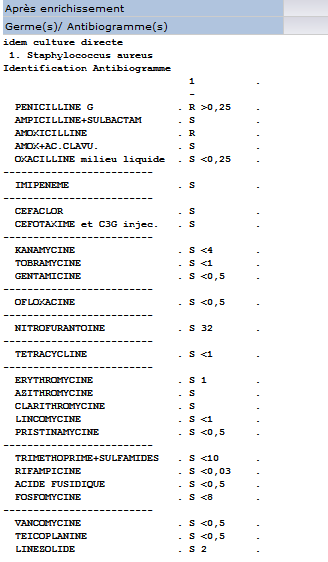 Après enrichissement
Germe(s)/ Antibiogramme(s)
idem culture directe
1. Staphylococcus aureus
Identification Antibiogramme
1 .
-
PENICILLINE G . R >0,25 .
AMPICILLINE+SULBACTAM . S .
AMOXICILLINE . R .
AMOX+AC.CLAVU. . S .
OXACILLINE milieu liquide . S <0,25 .
-------------------------
IMIPENEME . S .
-------------------------
CEFACLOR . S .
CEFOTAXIME et C3G injec. . S .
-------------------------
KANAMYCINE . S <4 .
TOBRAMYCINE . S <1 .
GENTAMICINE . S <0,5 .
-------------------------
OFLOXACINE . S <0,5 .
-------------------------
NITROFURANTOINE . S 32 .
-------------------------
TETRACYCLINE . S <1 .
-------------------------
ERYTHROMYCINE . S 1 .
AZITHROMYCINE . S .
CLARITHROMYCINE . S .
LINCOMYCINE . S <1 .
PRISTINAMYCINE . S <0,5 .
-------------------------
TRIMETHOPRIME+SULFAMIDES . S <10 .
RIFAMPICINE . S <0,03 .
ACIDE FUSIDIQUE . S <0,5 .
FOSFOMYCINE . S <8 .
-------------------------
VANCOMYCINE . S <0,5 .
TEICOPLANINE . S <0,5 .
LINESOLIDE . S 2 .